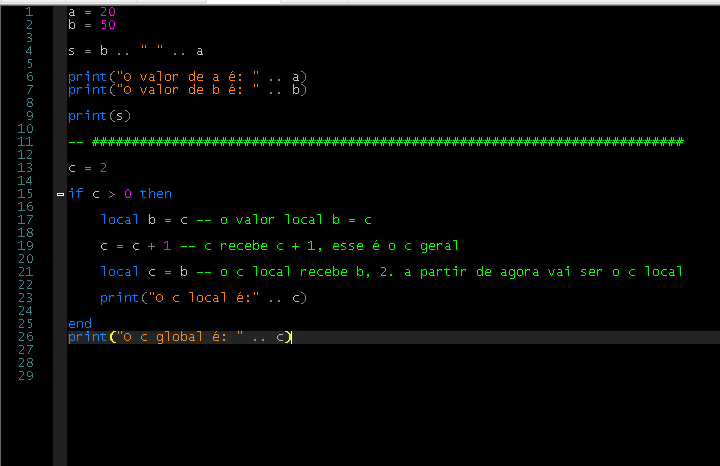 1 a = 20
2 b = 50
3
4 s = b .. " " .. a
5
6 print("O valor de a é: " .. a)
7 print("O valor de b é: " .. b)
8
9 print(s)
10
11 -- ##########################################################################
12
13 c = 2
14
15 if c > 0 then
16
17 local b = c -- o valor local b = c
18
19 c = c + 1 -- c recebe c + 1, esse é o c geral
20
21 local c = b -- o c local recebe b, 2. a partir de agora vai ser o c local
22
23 print("O c local é:" .. c)
24
25 end
26 print("O c global é: " .. c)
27
28
29